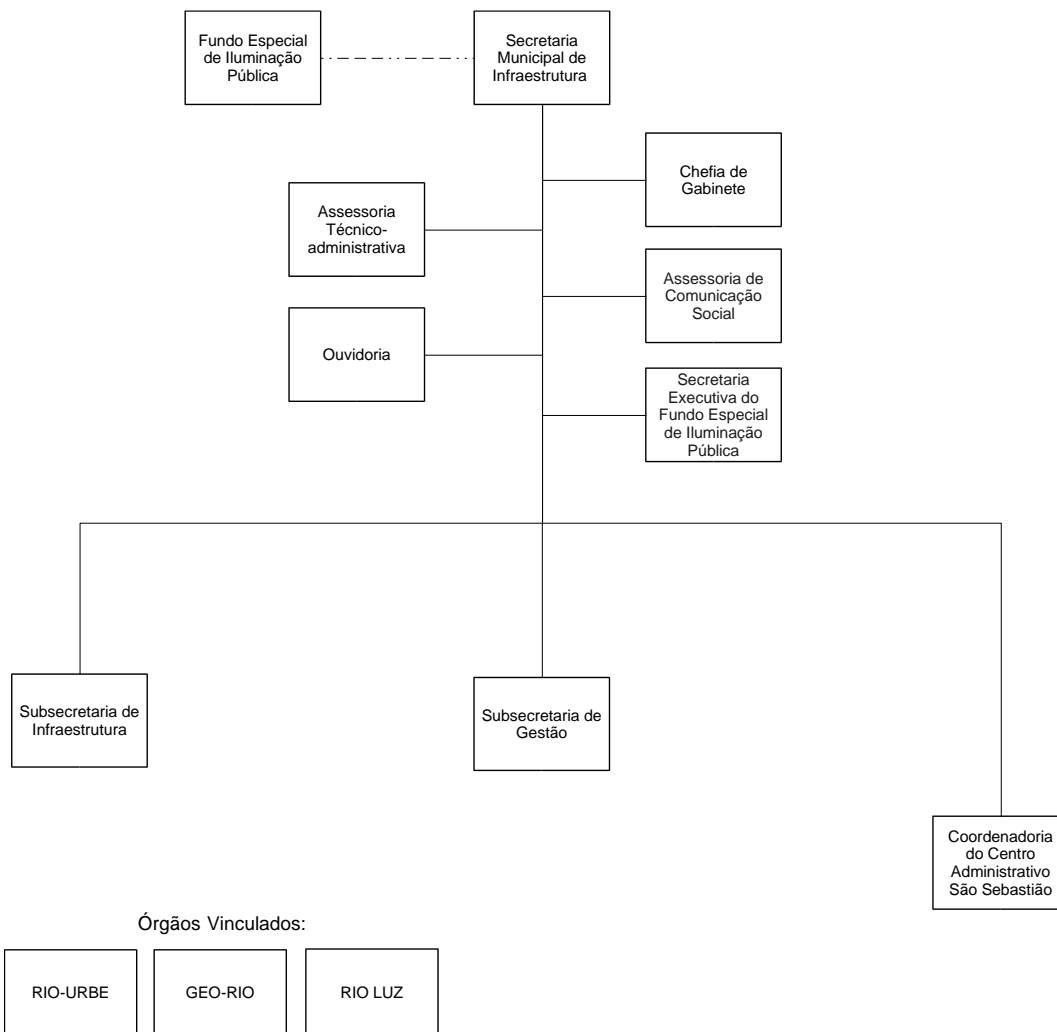 Fundo Especial
de Iluminação
Pública
Secretaria
Municipal de
Infraestrutura
Chefia de
Gabinete
Assessoria
Técnico-
administrativa
Assessoria de
Comunicação
Social
Ouvidoria
Secretaria
Executiva do
Fundo Especial
de Iluminação
Pública
Subsecretaria de
Infraestrutura
Subsecretaria de
Gestão
Coordenadoria
do Centro
Administrativo
São Sebastião
Órgãos Vinculados:
RIO-URBE
GEO-RIO
RIO LUZ